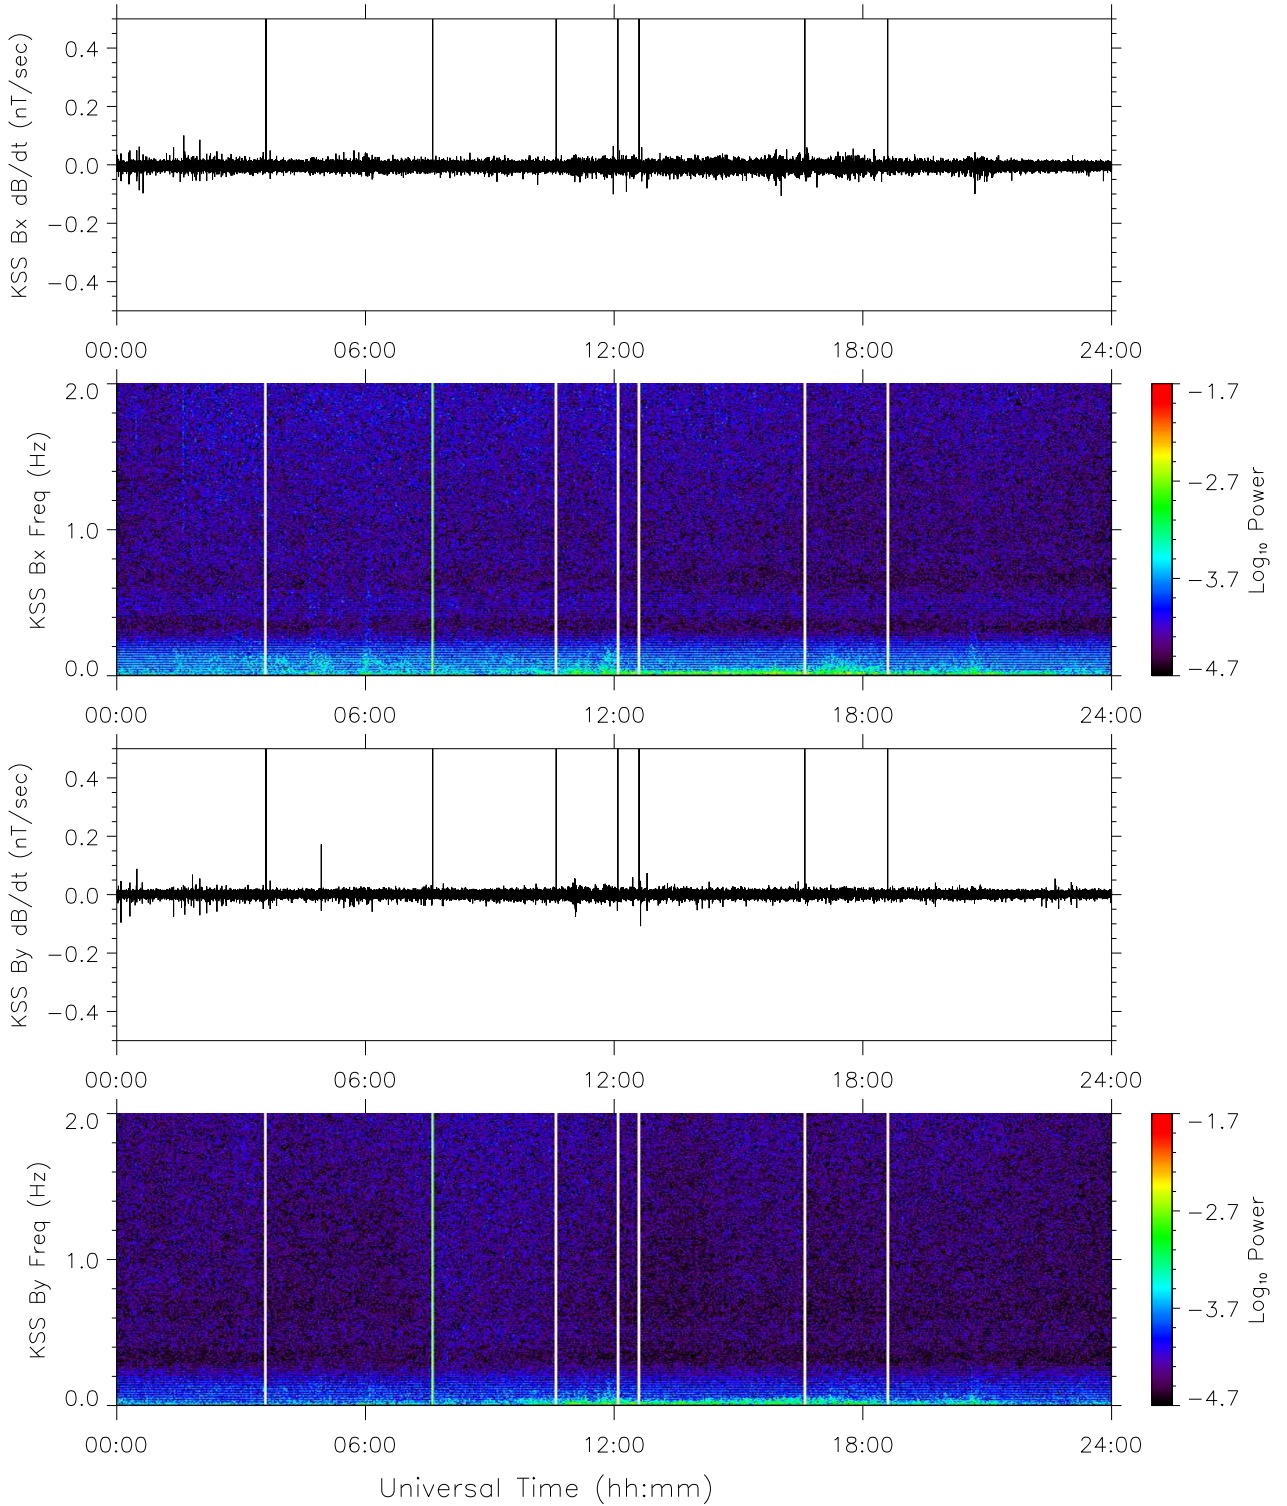 KSS Bx dB/dt (nT/sec)
0.4
0.2
0.0
−0.2
−0.4
00:00 06:00 12:00 18:00 24:00
KSS Bx Freq (Hz)
2.0
1.0
0.0
−1.7
−2.7
−3.7
−4.7
Log₁₀ Power
00:00 06:00 12:00 18:00 24:00
KSS By dB/dt (nT/sec)
0.4
0.2
0.0
−0.2
−0.4
00:00 06:00 12:00 18:00 24:00
KSS By Freq (Hz)
2.0
1.0
0.0
−1.7
−2.7
−3.7
−4.7
Log₁₀ Power
00:00 06:00 12:00 18:00 24:00
Universal Time (hh:mm)